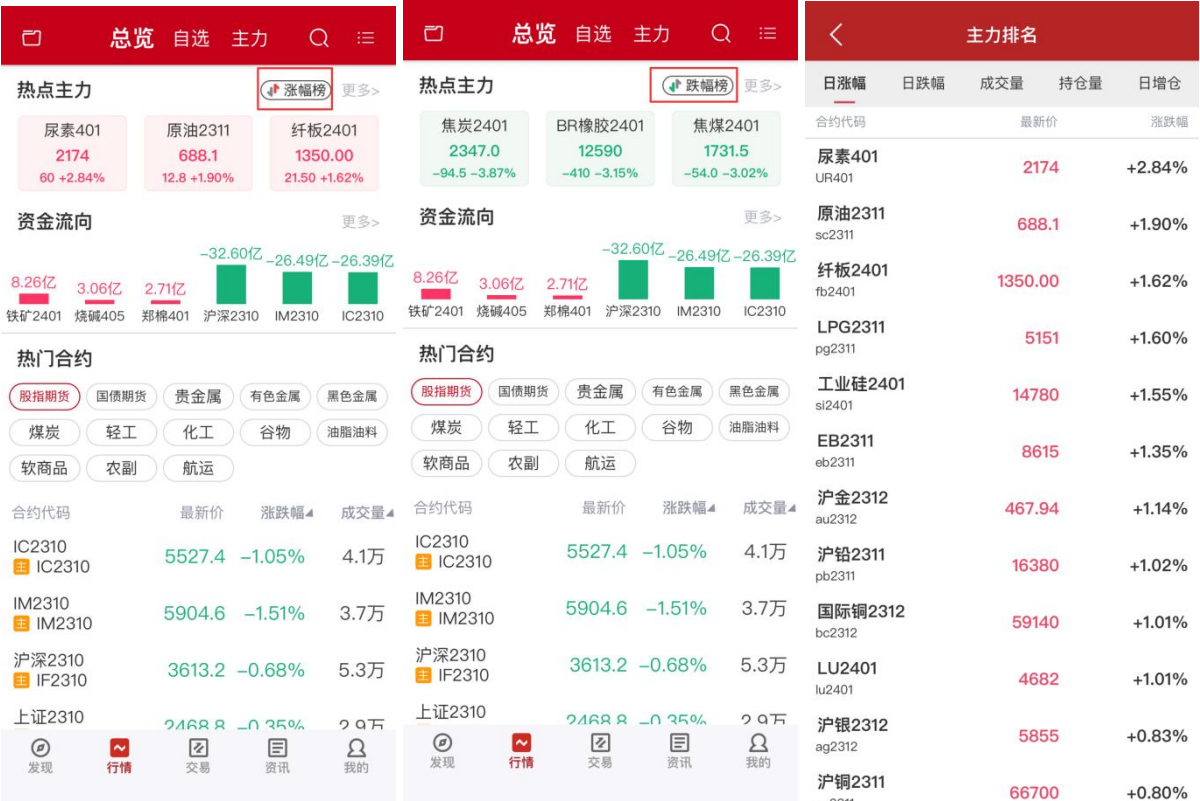 总览 自选 主力
热点主力 涨幅榜 更多>
尿素401 原油2311 纤板2401
2174 688.1 1350.00
60 +2.84% 12.8 +1.90% 21.50 +1.62%
资金流向 更多>
8.26亿 3.06亿 2.71亿 -32.60亿 -26.49亿 -26.39亿
铁矿2401 烧碱405 郑棉401 沪深2310 IM2310 IC2310
热门合约
股指期货 国债期货 贵金属 有色金属 黑色金属
煤炭 轻工 化工 谷物 油脂油料
软商品 农副 航运
合约代码 最新价 涨跌幅 成交量
IC2310
主 IC2310 5527.4 -1.05% 4.1万
IM2310
主 IM2310 5904.6 -1.51% 3.7万
沪深2310
主 IF2310 3613.2 -0.68% 5.3万
上证2310 2468.8 -0.35% 2.9万
发现 行情 交易 资讯 我的
总览 自选 主力
热点主力 跌幅榜 更多>
焦炭2401 BR橡胶2401 焦煤2401
2347.0 12590 1731.5
-94.5 -3.87% -410 -3.15% -54.0 -3.02%
资金流向 更多>
8.26亿 3.06亿 2.71亿 -32.60亿 -26.49亿 -26.39亿
铁矿2401 烧碱405 郑棉401 沪深2310 IM2310 IC2310
热门合约
股指期货 国债期货 贵金属 有色金属 黑色金属
煤炭 轻工 化工 谷物 油脂油料
软商品 农副 航运
合约代码 最新价 涨跌幅 成交量
IC2310
主 IC2310 5527.4 -1.05% 4.1万
IM2310
主 IM2310 5904.6 -1.51% 3.7万
沪深2310
主 IF2310 3613.2 -0.68% 5.3万
上证2310 2468.8 -0.35% 2.9万
发现 行情 交易 资讯 我的
主力排名
日涨幅 日跌幅 成交量 持仓量 日增仓
合约代码 最新价 涨跌幅
尿素401
UR401 2174 +2.84%
原油2311
sc2311 688.1 +1.90%
纤板2401
fb2401 1350.00 +1.62%
LPG2311
pg2311 5151 +1.60%
工业硅2401
si2401 14780 +1.55%
EB2311
eb2311 8615 +1.35%
沪金2312
au2312 467.94 +1.14%
沪铅2311
pb2311 16380 +1.02%
国际铜2312
bc2312 59140 +1.01%
LU2401
lu2401 4682 +1.01%
沪银2312
ag2312 5855 +0.83%
沪铜2311
66700 +0.80%